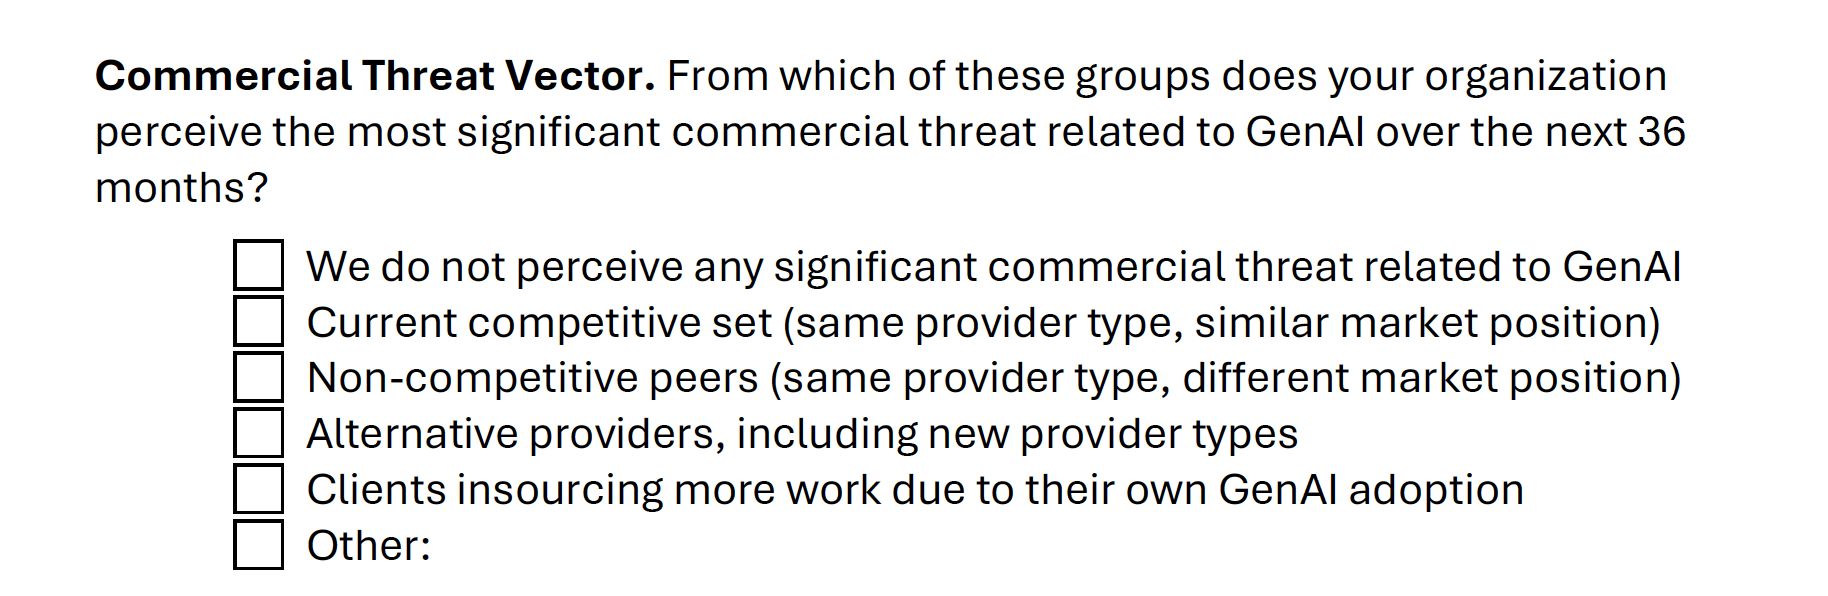 Commercial Threat Vector. From which of these groups does your organization
perceive the most significant commercial threat related to GenAI over the next 36
months?
We do not perceive any significant commercial threat related to GenAI
Current competitive set (same provider type, similar market position)
Non-competitive peers (same provider type, different market position)
Alternative providers, including new provider types
Clients insourcing more work due to their own GenAI adoption
Other: